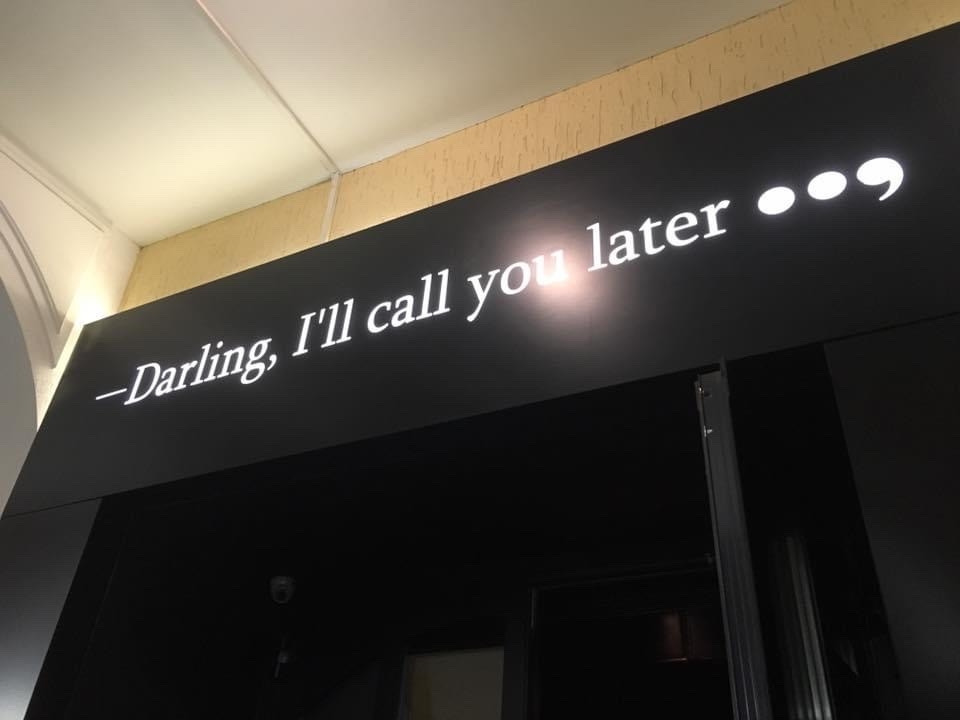 —Darling, I'll call you later ••,